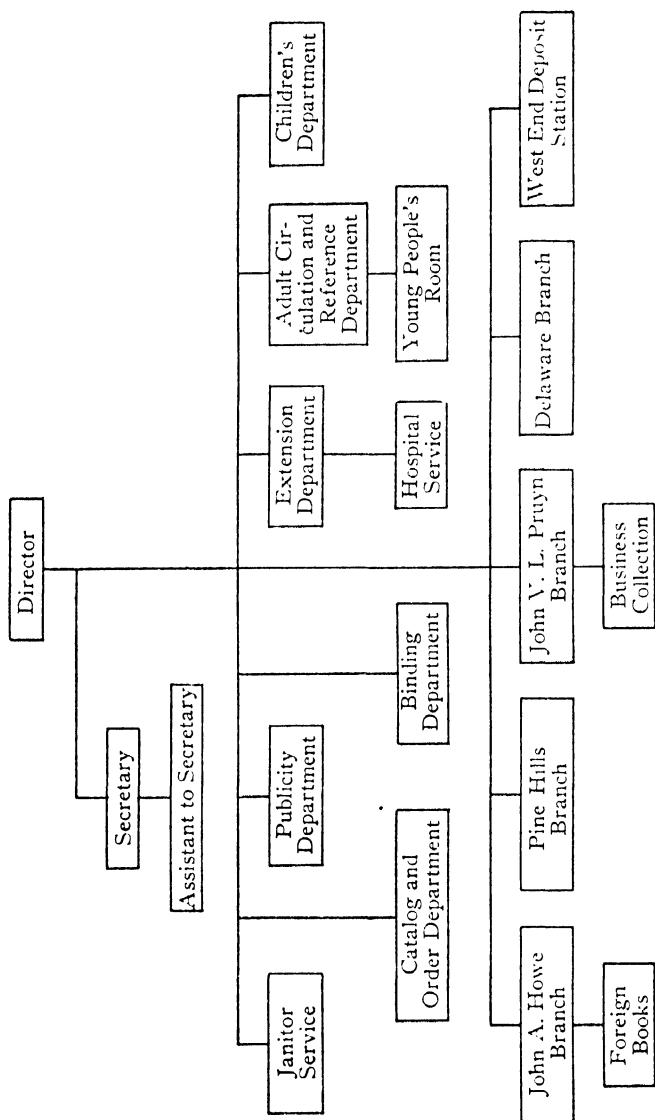 Director
Secretary
Assistant to Secretary
Janitor
Service
Publicity
Department
Extension
Department
Adult Cir-
culation and
Reference
Department
Children's
Department
Catalog and
Order Department
Binding
Department
Hospital
Service
Young People's
Room
John A. Howe
Branch
Pine Hills
Branch
John V. L. Pruyn
Branch
Delaware Branch
West End Deposit
Station
Foreign
Books
Business
Collection